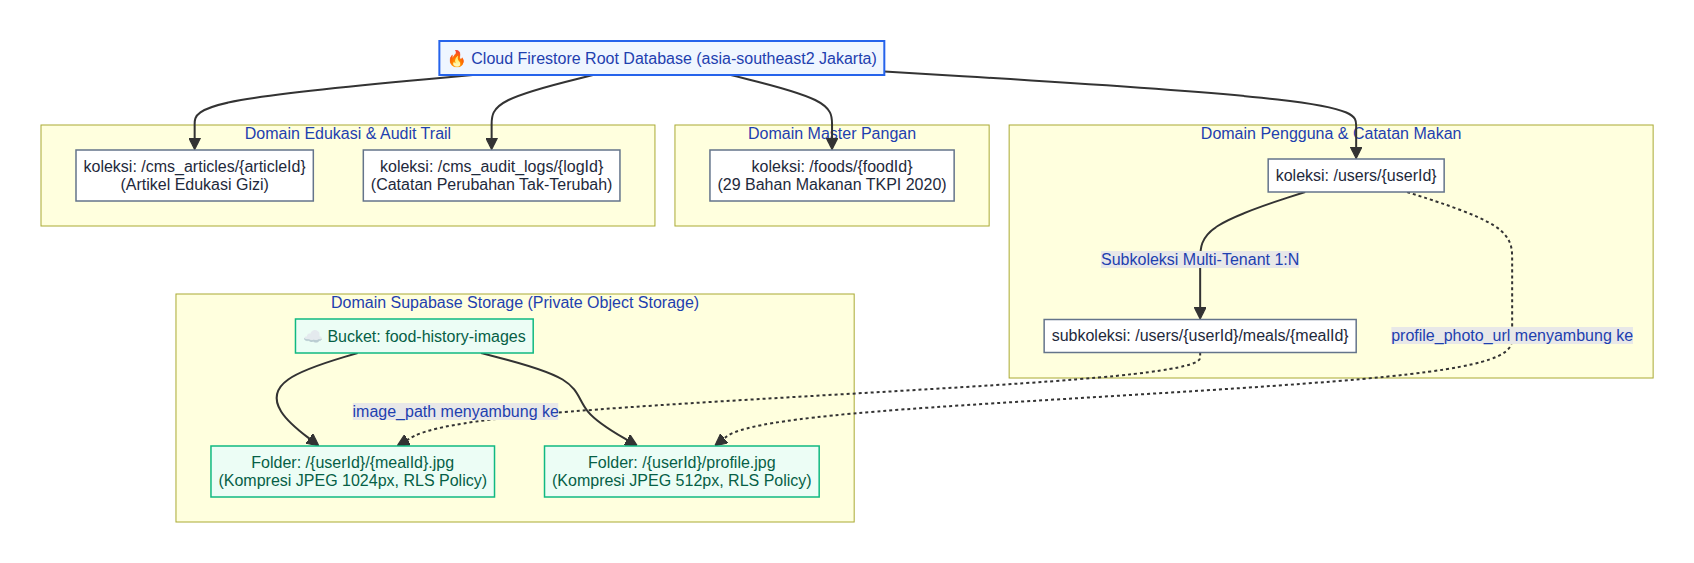 🔥 Cloud Firestore Root Database (asia-southeast2 Jakarta)
Domain Edukasi & Audit Trail
koleksi: /cms_articles/{articleId}
(Artikel Edukasi Gizi)
koleksi: /cms_audit_logs/{logId}
(Catatan Perubahan Tak-Terubah)
Domain Master Pangan
koleksi: /foods/{foodId}
(29 Bahan Makanan TKPI 2020)
Domain Pengguna & Catatan Makan
koleksi: /users/{userId}
Subkoleksi Multi-Tenant 1:N
subkoleksi: /users/{userId}/meals/{mealId}
profile_photo_url menyambung ke
Domain Supabase Storage (Private Object Storage)
☁️ Bucket: food-history-images
image_path menyambung ke
Folder: /{userId}/{mealId}.jpg
(Kompresi JPEG 1024px, RLS Policy)
Folder: /{userId}/profile.jpg
(Kompresi JPEG 512px, RLS Policy)